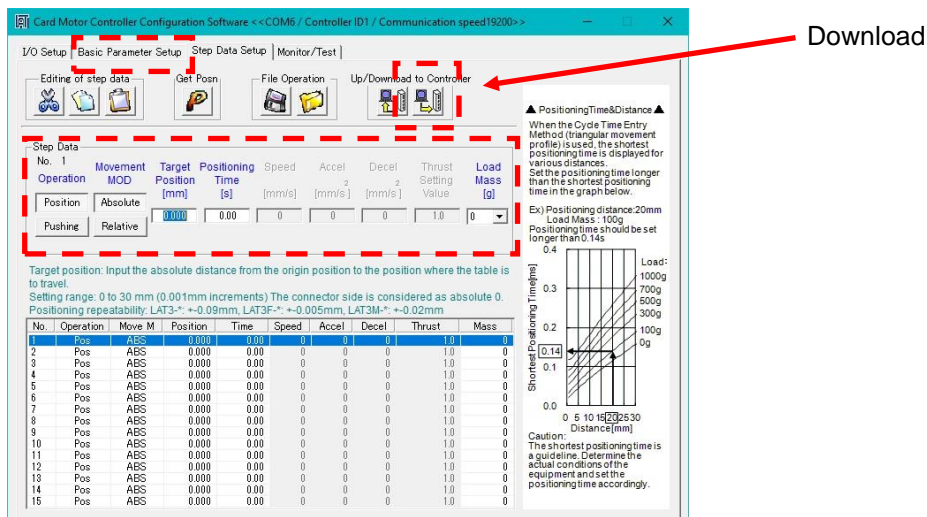 Card Motor Controller Configuration Software <<COM6 / Controller ID1 / Communication speed19200>>
Download
I/O Setup Basic Parameter Setup Step Data Setup Monitor/Test
Editing of step data Get Posn File Operation Up/Download to Controller
Step Data
No. 1
Operation Movement MOD Target Position [mm] Positioning Time [s] Speed [mm/s] Accel [mm/s²] Decel [mm/s²] Thrust Setting Value Load Mass [g]
Position Absolute 0.000 0.00 0 0 0 1.0 0
Pushing Relative
Target position: Input the absolute distance from the origin position to the position where the table is
to travel.
Setting range: 0 to 30 mm (0.001mm increments) The connector side is considered as absolute 0.
Positioning repeatability: LAT3-*: +-0.09mm, LAT3F-*: +-0.005mm, LAT3M-*: +-0.02mm
No. Operation Move M Position Time Speed Accel Decel Thrust Mass
1 Pos ABS 0.000 0.00 0 0 0 1.0 0
2 Pos ABS 0.000 0.00 0 0 0 1.0 0
3 Pos ABS 0.000 0.00 0 0 0 1.0 0
4 Pos ABS 0.000 0.00 0 0 0 1.0 0
5 Pos ABS 0.000 0.00 0 0 0 1.0 0
6 Pos ABS 0.000 0.00 0 0 0 1.0 0
7 Pos ABS 0.000 0.00 0 0 0 1.0 0
8 Pos ABS 0.000 0.00 0 0 0 1.0 0
9 Pos ABS 0.000 0.00 0 0 0 1.0 0
10 Pos ABS 0.000 0.00 0 0 0 1.0 0
11 Pos ABS 0.000 0.00 0 0 0 1.0 0
12 Pos ABS 0.000 0.00 0 0 0 1.0 0
13 Pos ABS 0.000 0.00 0 0 0 1.0 0
14 Pos ABS 0.000 0.00 0 0 0 1.0 0
15 Pos ABS 0.000 0.00 0 0 0 1.0 0
▲ PositioningTime&Distance ▲
When the Cycle Time Entry
Method (triangular movement
profile) is used, the shortest
positioning time is displayed for
various distances.
Set the positioning time longer
than the shortest positioning
time in the graph below.
Ex) Positioning distance:20mm
Load Mass : 100g
Positioning time should be set
longer than 0.14s
Shortest Positioning Time[ms]
0.4
0.3
0.2
0.14
0.1
0.0
Load:
1000g
700g
500g
300g
100g
0g
0 5 10 15 20 25 30
Distance[mm]
Caution:
The shortest positioning time is
a guideline. Determine the
actual conditions of the
equipment and set the
positioning time accordingly.